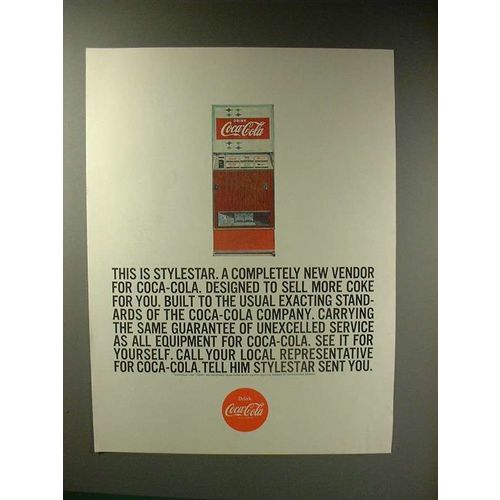 DRINK
Coca-Cola
THIS IS STYLESTAR. A COMPLETELY NEW VENDOR
FOR COCA-COLA. DESIGNED TO SELL MORE COKE
FOR YOU. BUILT TO THE USUAL EXACTING STAND-
ARDS OF THE COCA-COLA COMPANY. CARRYING
THE SAME GUARANTEE OF UNEXCELLED SERVICE
AS ALL EQUIPMENT FOR COCA-COLA. SEE IT FOR
YOURSELF. CALL YOUR LOCAL REPRESENTATIVE
FOR COCA-COLA. TELL HIM STYLESTAR SENT YOU.
Drink
Coca-Cola